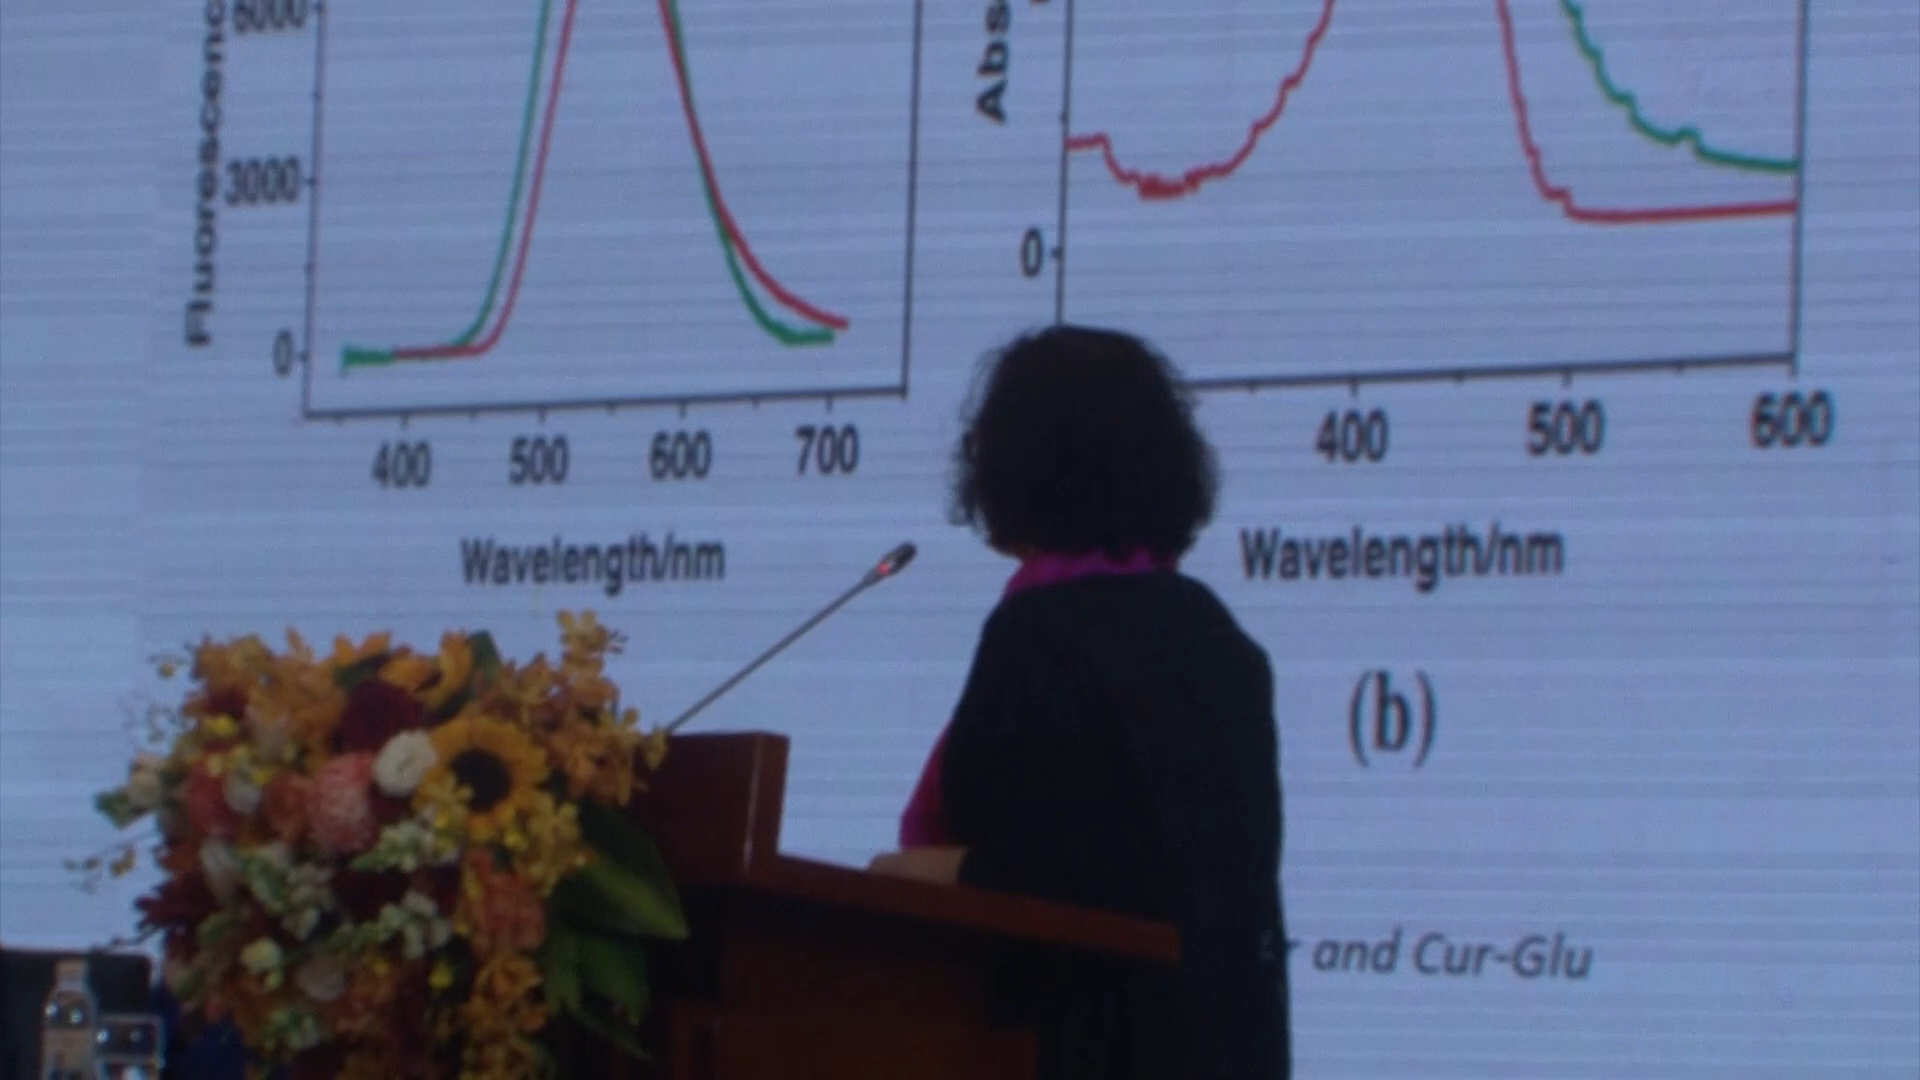 6000
Fluorescenc
3000
0
400 500 600 700
Wavelength/nm
Abs
0
400 500 600
Wavelength/nm
(b)
r and Cur-Glu